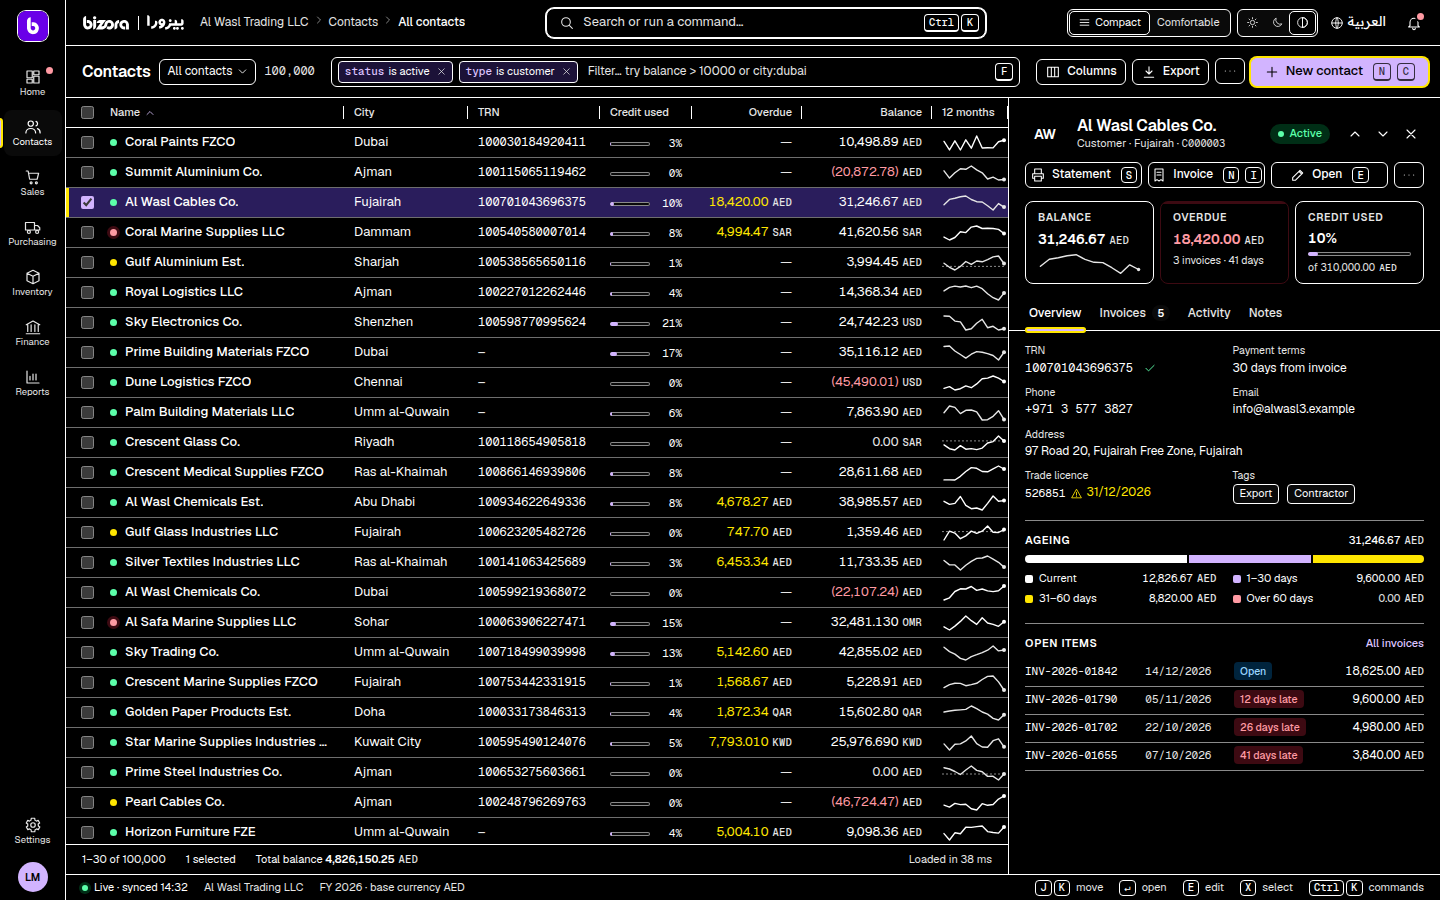 bizora | بيزورا Al Wasl Trading LLC > Contacts > All contacts Search or run a command... Ctrl K Compact Comfortable العربية
Home
Contacts
Sales
Purchasing
Inventory
Finance
Reports
Settings
LM
Contacts All contacts 100,000 status is active × type is customer × Filter... try balance > 10000 or city:dubai F Columns Export ... + New contact N C
Name City TRN Credit used Overdue Balance 12 months
Coral Paints FZCO Dubai 100030184920411 3% — 10,498.89 AED
Summit Aluminium Co. Ajman 100115065119462 0% — (20,872.78) AED
Al Wasl Cables Co. Fujairah 100701043696375 10% 18,420.00 AED 31,246.67 AED
Coral Marine Supplies LLC Dammam 100540580007014 8% 4,994.47 SAR 41,620.56 SAR
Gulf Aluminium Est. Sharjah 100538565650116 1% — 3,994.45 AED
Royal Logistics LLC Ajman 100227012262446 4% — 14,368.34 AED
Sky Electronics Co. Shenzhen 100598770995624 21% — 24,742.23 USD
Prime Building Materials FZCO Dubai – 17% — 35,116.12 AED
Dune Logistics FZCO Chennai – 0% — (45,490.01) USD
Palm Building Materials LLC Umm al-Quwain – 6% — 7,863.90 AED
Crescent Glass Co. Riyadh 100118654905818 0% — 0.00 SAR
Crescent Medical Supplies FZCO Ras al-Khaimah 100866146939806 8% — 28,611.68 AED
Al Wasl Chemicals Est. Abu Dhabi 100934622649336 8% 4,678.27 AED 38,985.57 AED
Gulf Glass Industries LLC Fujairah 100623205482726 0% 747.70 AED 1,359.46 AED
Silver Textiles Industries LLC Ras al-Khaimah 100141063425689 3% 6,453.34 AED 11,733.35 AED
Al Wasl Chemicals Co. Dubai 100599219368072 0% — (22,107.24) AED
Al Safa Marine Supplies LLC Sohar 100063906227471 15% — 32,481.130 OMR
Sky Trading Co. Umm al-Quwain 100718499039998 13% 5,142.60 AED 42,855.02 AED
Crescent Marine Supplies FZCO Fujairah 100753442331915 1% 1,568.67 AED 5,228.91 AED
Golden Paper Products Est. Doha 100033173846313 4% 1,872.34 QAR 15,602.80 QAR
Star Marine Supplies Industries ... Kuwait City 100595490124076 5% 7,793.010 KWD 25,976.690 KWD
Prime Steel Industries Co. Ajman 100653275603661 0% — 0.00 AED
Pearl Cables Co. Ajman 100248796269763 0% — (46,724.47) AED
Horizon Furniture FZE Umm al-Quwain – 4% 5,004.10 AED 9,098.36 AED
1–30 of 100,000 1 selected Total balance 4,826,150.25 AED Loaded in 38 ms
AW Al Wasl Cables Co. Active
Customer · Fujairah · C000003
Statement S Invoice N I Open E ...
BALANCE
31,246.67 AED
OVERDUE
18,420.00 AED
3 invoices · 41 days
CREDIT USED
10%
of 310,000.00 AED
Overview Invoices 5 Activity Notes
TRN Payment terms
100701043696375 30 days from invoice
Phone Email
+971 3 577 3827 info@alwasl3.example
Address
97 Road 20, Fujairah Free Zone, Fujairah
Trade licence Tags
526851 31/12/2026 Export Contractor
AGEING 31,246.67 AED
Current 12,826.67 AED 1–30 days 9,600.00 AED
31–60 days 8,820.00 AED Over 60 days 0.00 AED
OPEN ITEMS All invoices
INV-2026-01842 14/12/2026 Open 18,625.00 AED
INV-2026-01790 05/11/2026 12 days late 9,600.00 AED
INV-2026-01702 22/10/2026 26 days late 4,980.00 AED
INV-2026-01655 07/10/2026 41 days late 3,840.00 AED
Live · synced 14:32 Al Wasl Trading LLC FY 2026 · base currency AED J K move ↵ open E edit X select Ctrl K commands